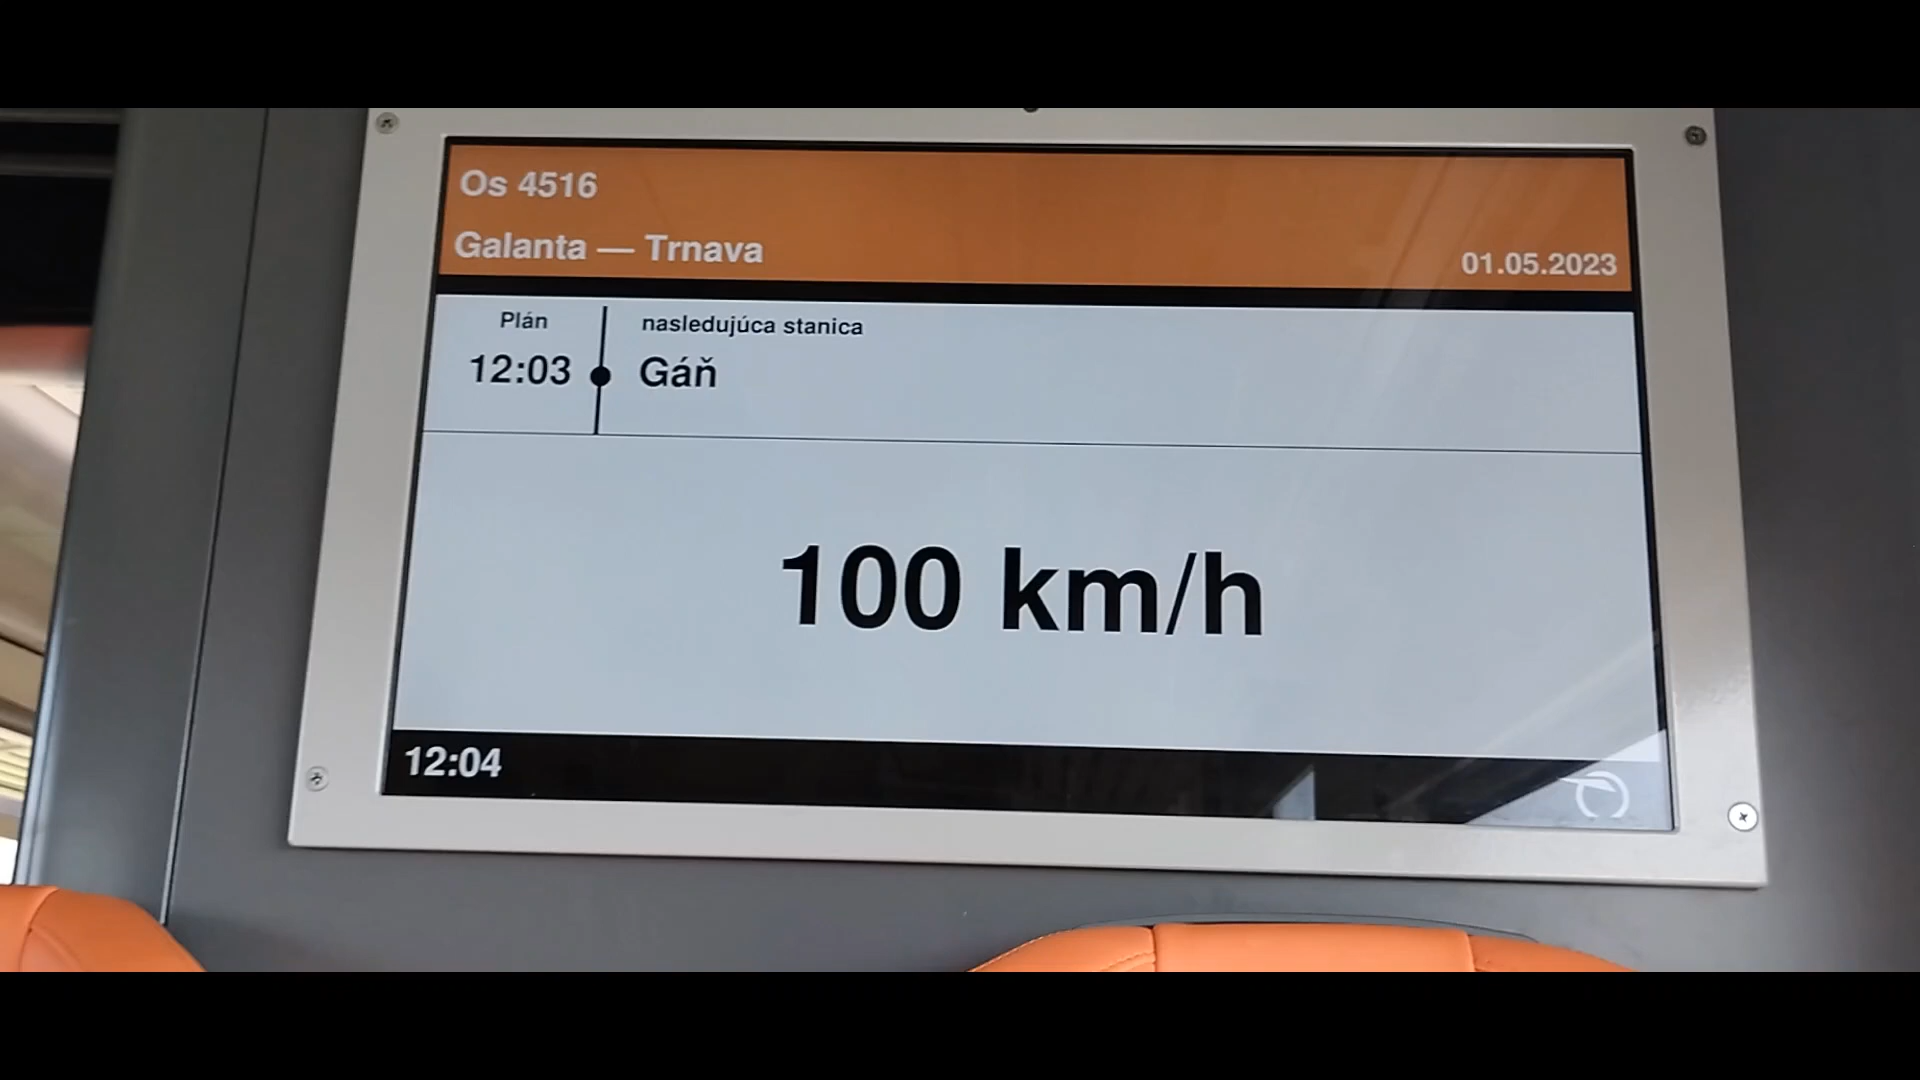 Os 4516
Galanta — Trnava
01.05.2023
Plán
nasledujúca stanica
12:03
Gáň
100 km/h
12:04